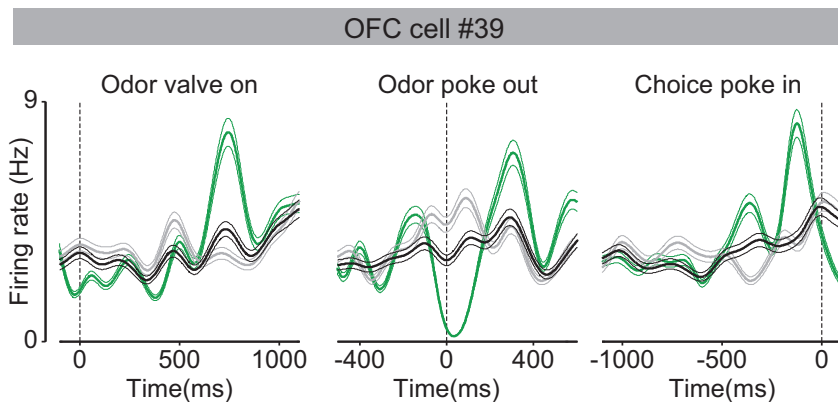 OFC cell #39
Odor valve on
Odor poke out
Choice poke in
9
Firing rate (Hz)
0
0 500 1000
-400 0 400
-1000 -500 0
Time(ms)
Time(ms)
Time(ms)